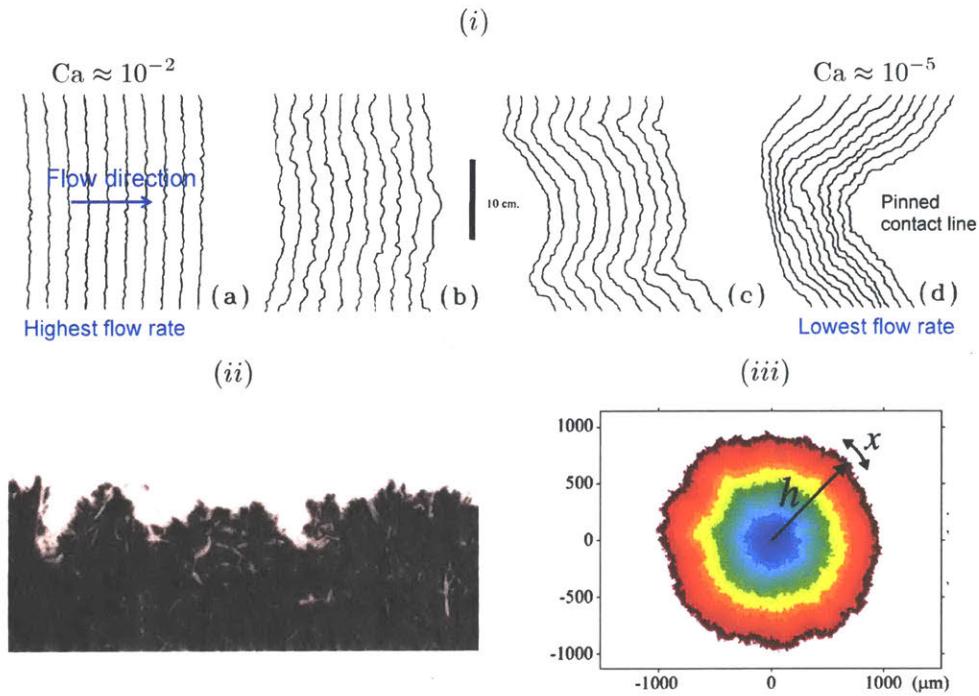 (i)
Ca ≈ 10⁻²
Ca ≈ 10⁻⁵
Flow direction
10 cm.
Pinned
contact line
(a)
(b)
(c)
(d)
Highest flow rate
Lowest flow rate
(ii)
(iii)
1000
500
0
-500
-1000
h
x
-1000
0
1000
(μm)